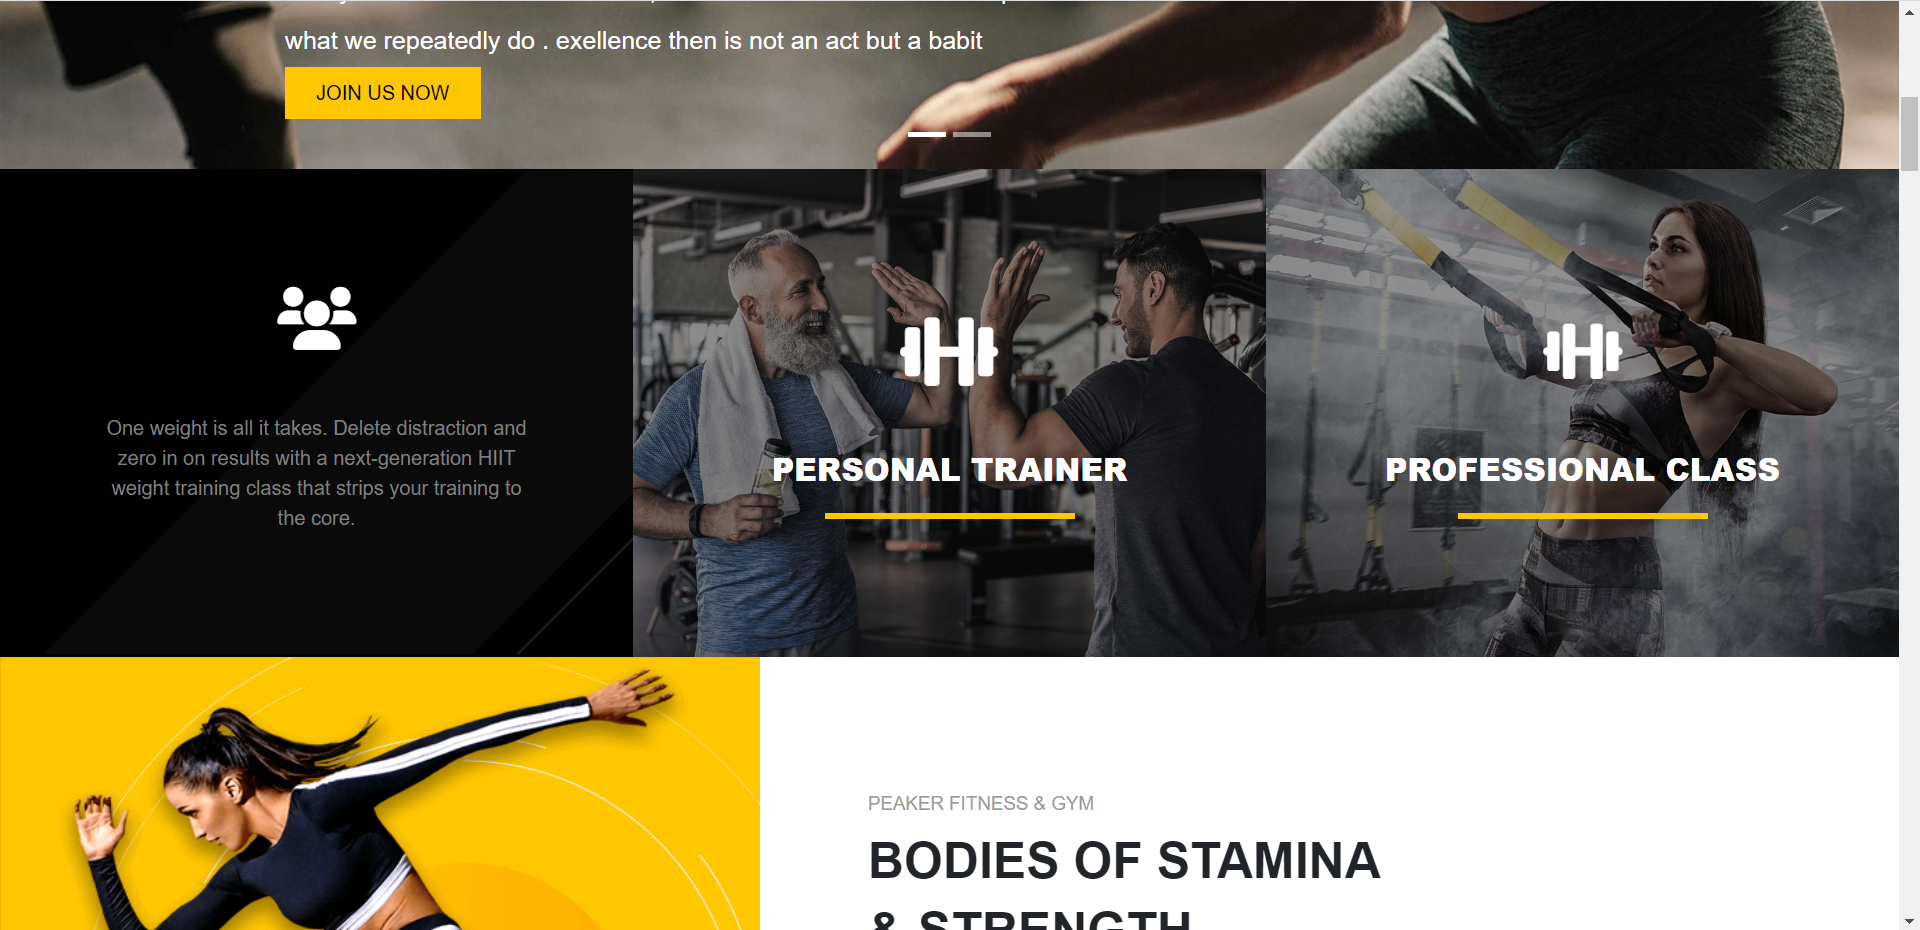 what we repeatedly do . exellence then is not an act but a babit
JOIN US NOW
One weight is all it takes. Delete distraction and
zero in on results with a next-generation HIIT
weight training class that strips your training to
the core.
PERSONAL TRAINER
PROFESSIONAL CLASS
PEAKER FITNESS & GYM
BODIES OF STAMINA
& STRENGTH